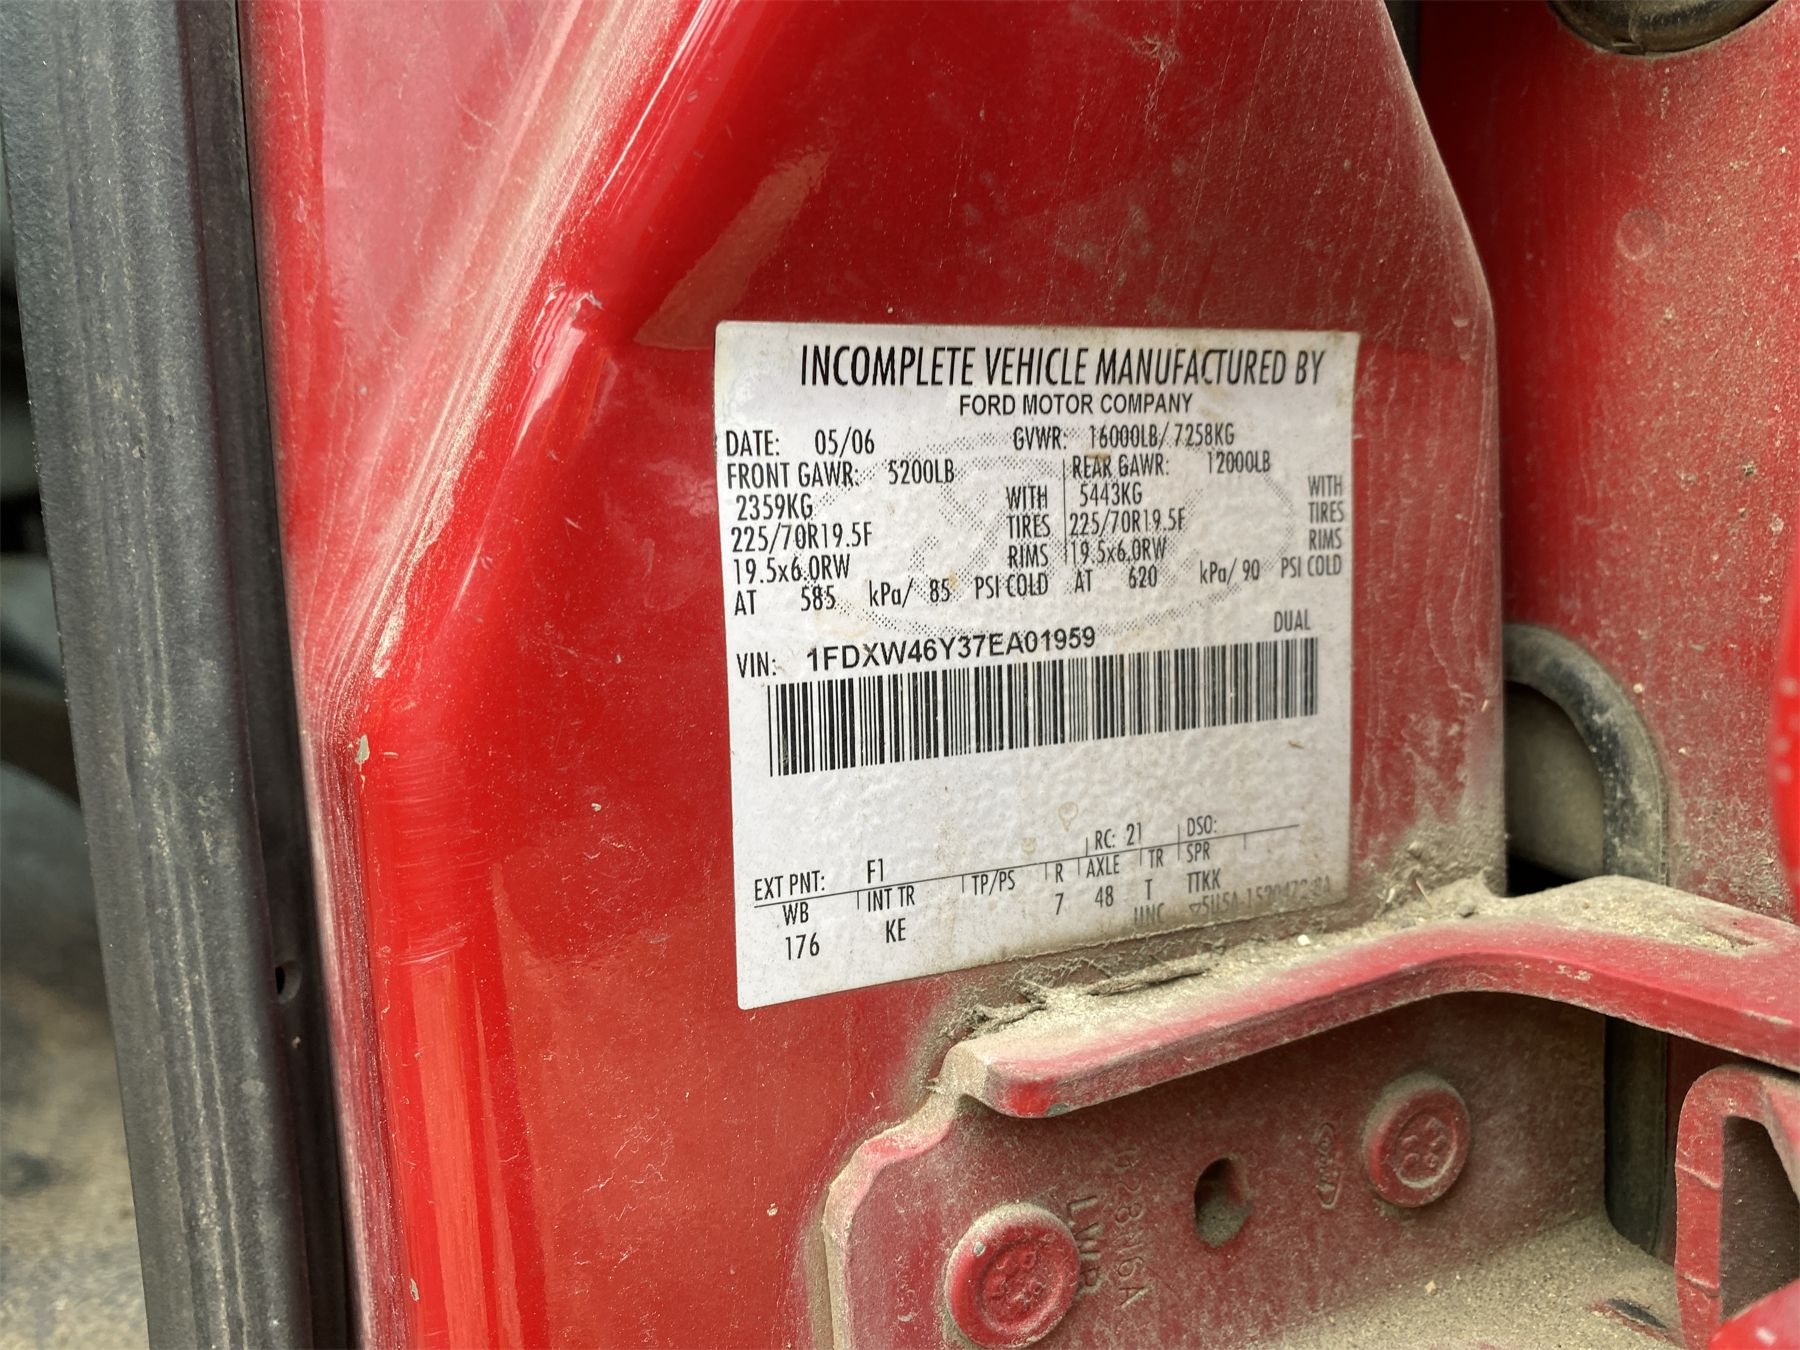 INCOMPLETE VEHICLE MANUFACTURED BY
FORD MOTOR COMPANY
DATE: 05/06 GVWR: 16000LB/ 7258KG
FRONT GAWR: 5200LB REAR GAWR: 12000LB
2359KG WITH 5443KG WITH
225/70R19.5F TIRES 225/70R19.5F TIRES
19.5x6.0RW RIMS 19.5x6.0RW RIMS
AT 585 kPa/ 85 PSI COLD AT 620 kPa/ 90 PSI COLD
VIN: 1FDXW46Y37EA01959 DUAL
EXT PNT: F1 RC: 21 DSO:
WB INT TR TP/PS R AXLE TR SPR
176 KE 7 48 T TTKK
UNC
LWR